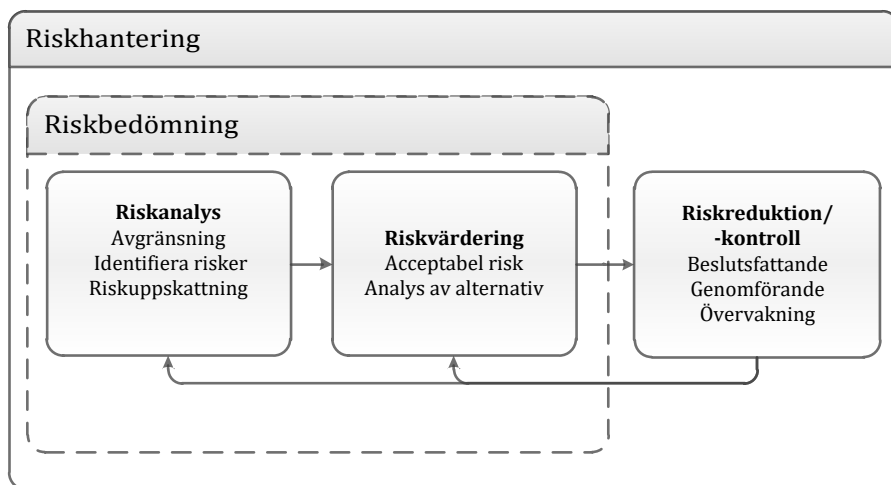 Riskhantering
Riskbedömning
Riskanalys
Avgränsning
Identifiera risker
Riskuppskattning
Riskvärdering
Acceptabel risk
Analys av alternativ
Riskreduktion/
-kontroll
Beslutsfattande
Genomförande
Övervakning